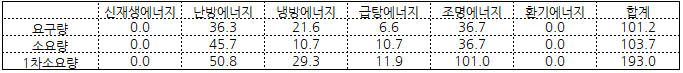 신재생에너지 난방에너지 냉방에너지 급탕에너지 조명에너지 환기에너지 합계
요구량 0.0 36.3 21.6 6.6 36.7 0.0 101.2
소요량 0.0 45.7 10.7 10.7 36.7 0.0 103.7
1차소요량 0.0 50.8 29.3 11.9 101.0 0.0 193.0